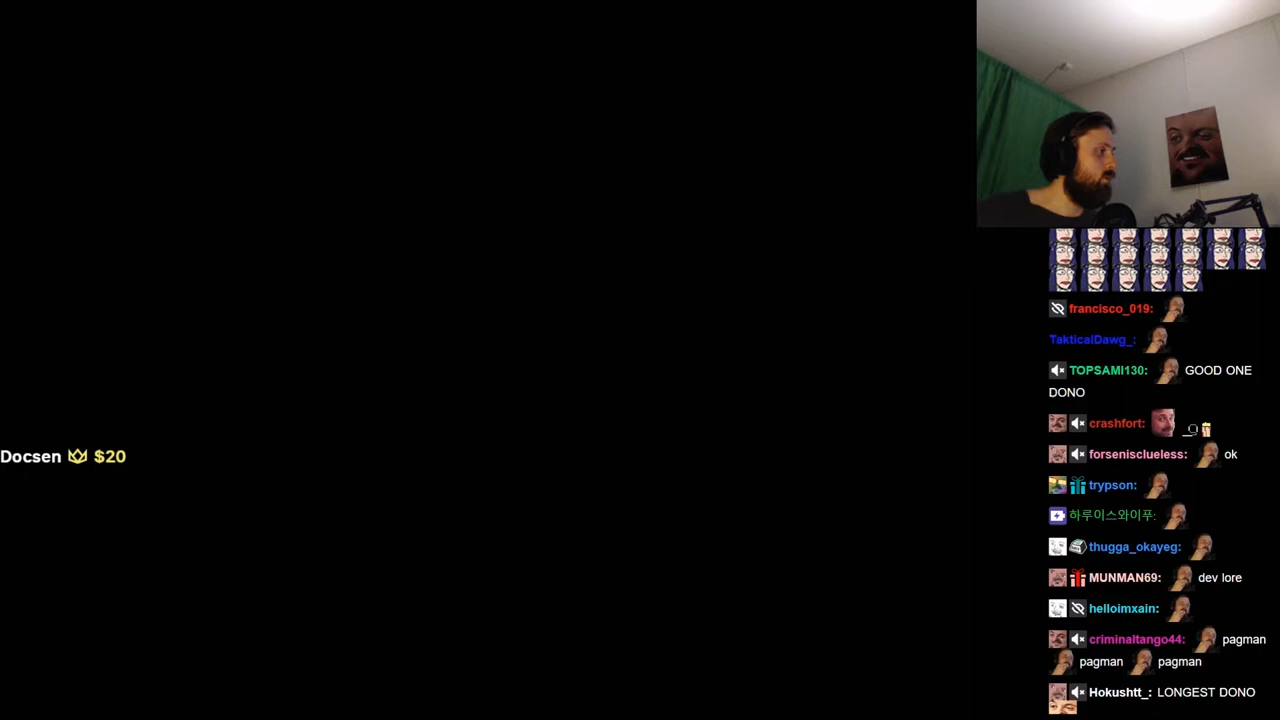 francisco_019:
TakticalDawg_:
TOPSAMI130: GOOD ONE
DONO
crashfort:
forsenisclueless: ok
Docsen $20
trypson:
하루이스와이푸:
thugga_okayeg:
MUNMAN69: dev lore
helloimxain:
criminaltango44: pagman
pagman pagman
Hokushtt_: LONGEST DONO